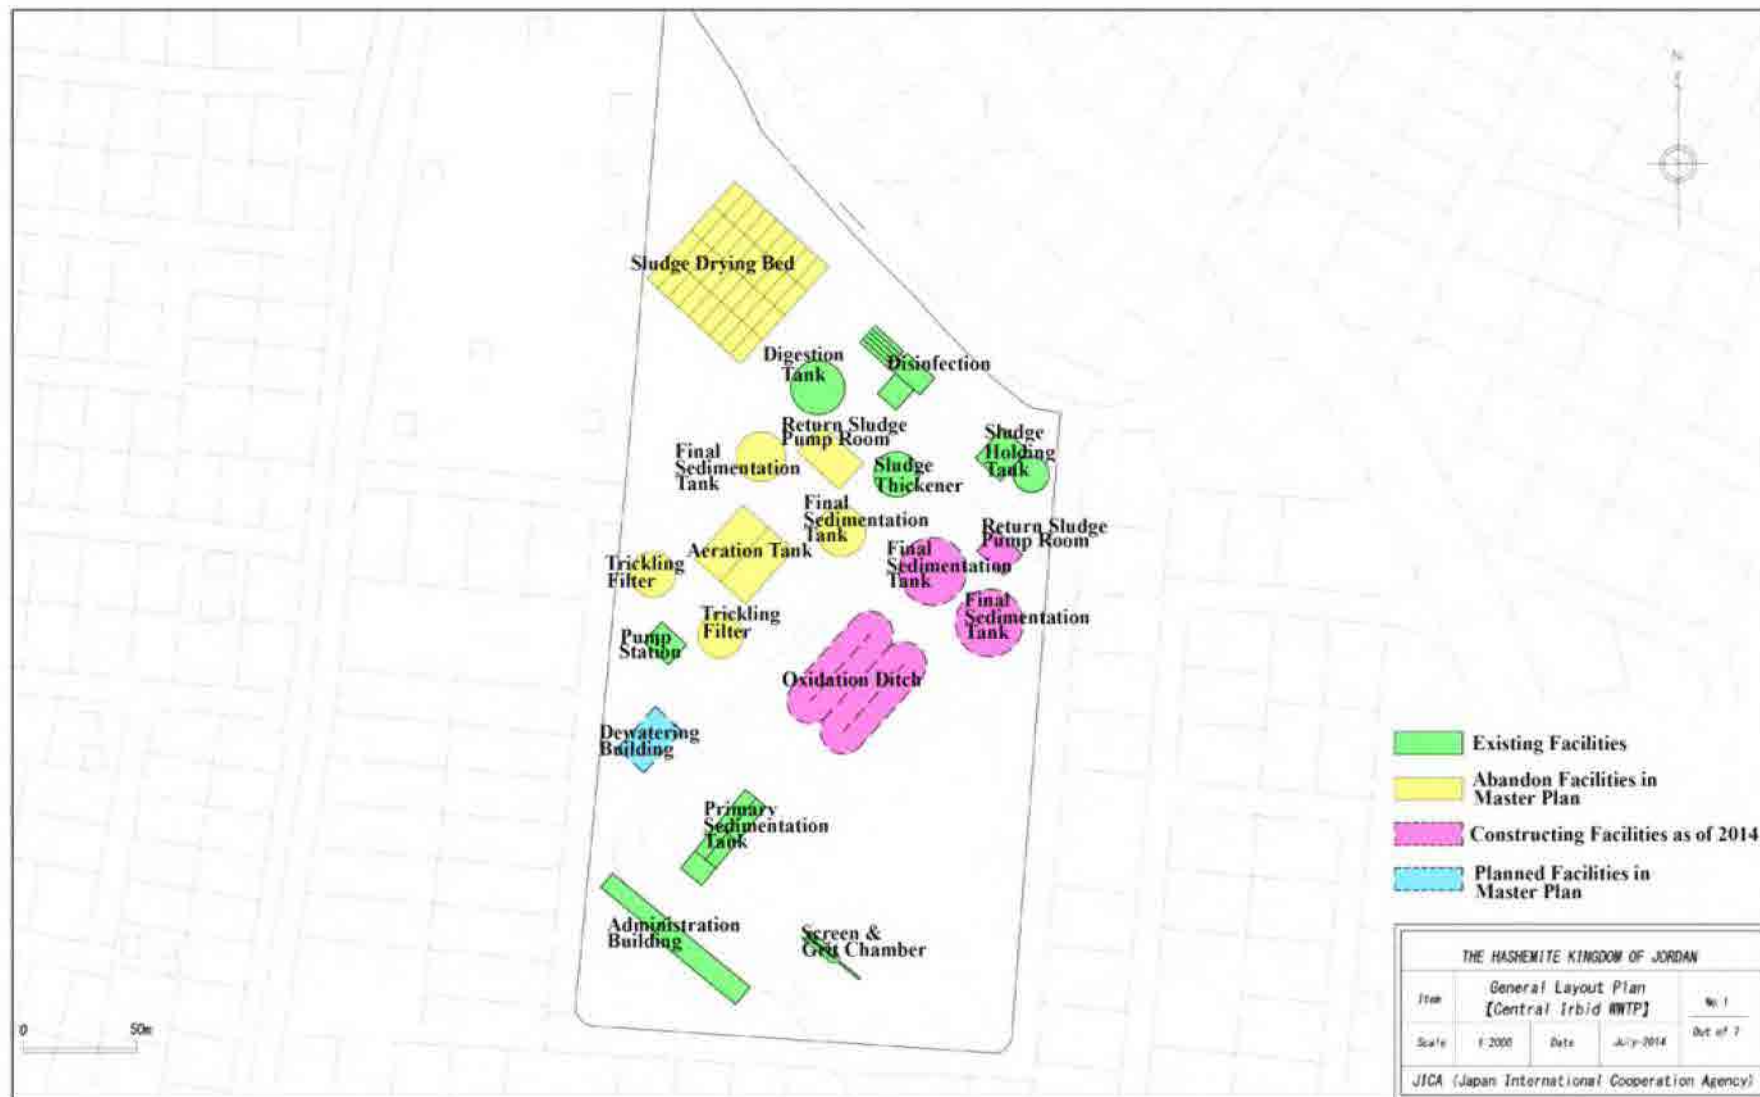 N
Sludge Drying Bed
Digestion
Tank
Disinfection
Return Sludge
Pump Room
Final
Sedimentation
Tank
Sludge
Thickener
Sludge
Holding
Tank
Final
Sedimentation
Tank
Aeration Tank
Return Sludge
Pump Room
Final
Sedimentation
Tank
Trickling
Filter
Final
Sedimentation
Tank
Trickling
Filter
Pump
Station
Oxidation Ditch
Dewatering
Building
Primary
Sedimentation
Tank
Administration
Building
Screen &
Grit Chamber
0 50m
Existing Facilities
Abandon Facilities in
Master Plan
Constructing Facilities as of 2014
Planned Facilities in
Master Plan
THE HASHEMITE KINGDOM OF JORDAN
Item General Layout Plan
【Central Irbid WWTP】
No.1
Out of 7
Scale 1:2000 Date July-2014
JICA (Japan International Cooperation Agency)